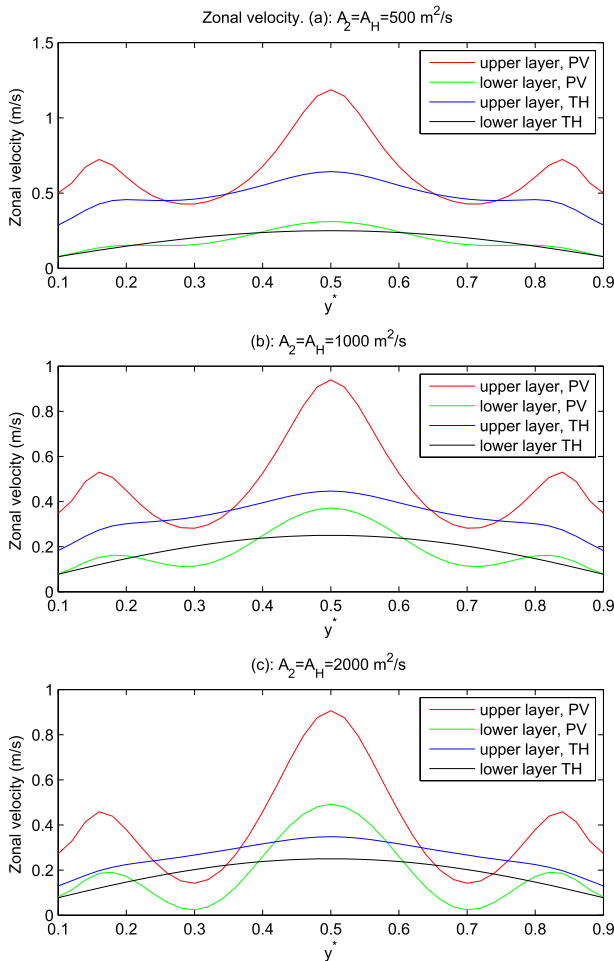 Zonal velocity. (a): A2=AH=500 m²/s
1.5
1
0.5
0
Zonal velocity (m/s)
upper layer, PV
lower layer, PV
upper layer, TH
lower layer TH
0.1 0.2 0.3 0.4 0.5 0.6 0.7 0.8 0.9
y*
(b): A2=AH=1000 m²/s
1
0.8
0.6
0.4
0.2
0
Zonal velocity (m/s)
upper layer, PV
lower layer, PV
upper layer, TH
lower layer TH
0.1 0.2 0.3 0.4 0.5 0.6 0.7 0.8 0.9
y*
(c): A2=AH=2000 m²/s
1
0.8
0.6
0.4
0.2
0
Zonal velocity (m/s)
upper layer, PV
lower layer, PV
upper layer, TH
lower layer TH
0.1 0.2 0.3 0.4 0.5 0.6 0.7 0.8 0.9
y*